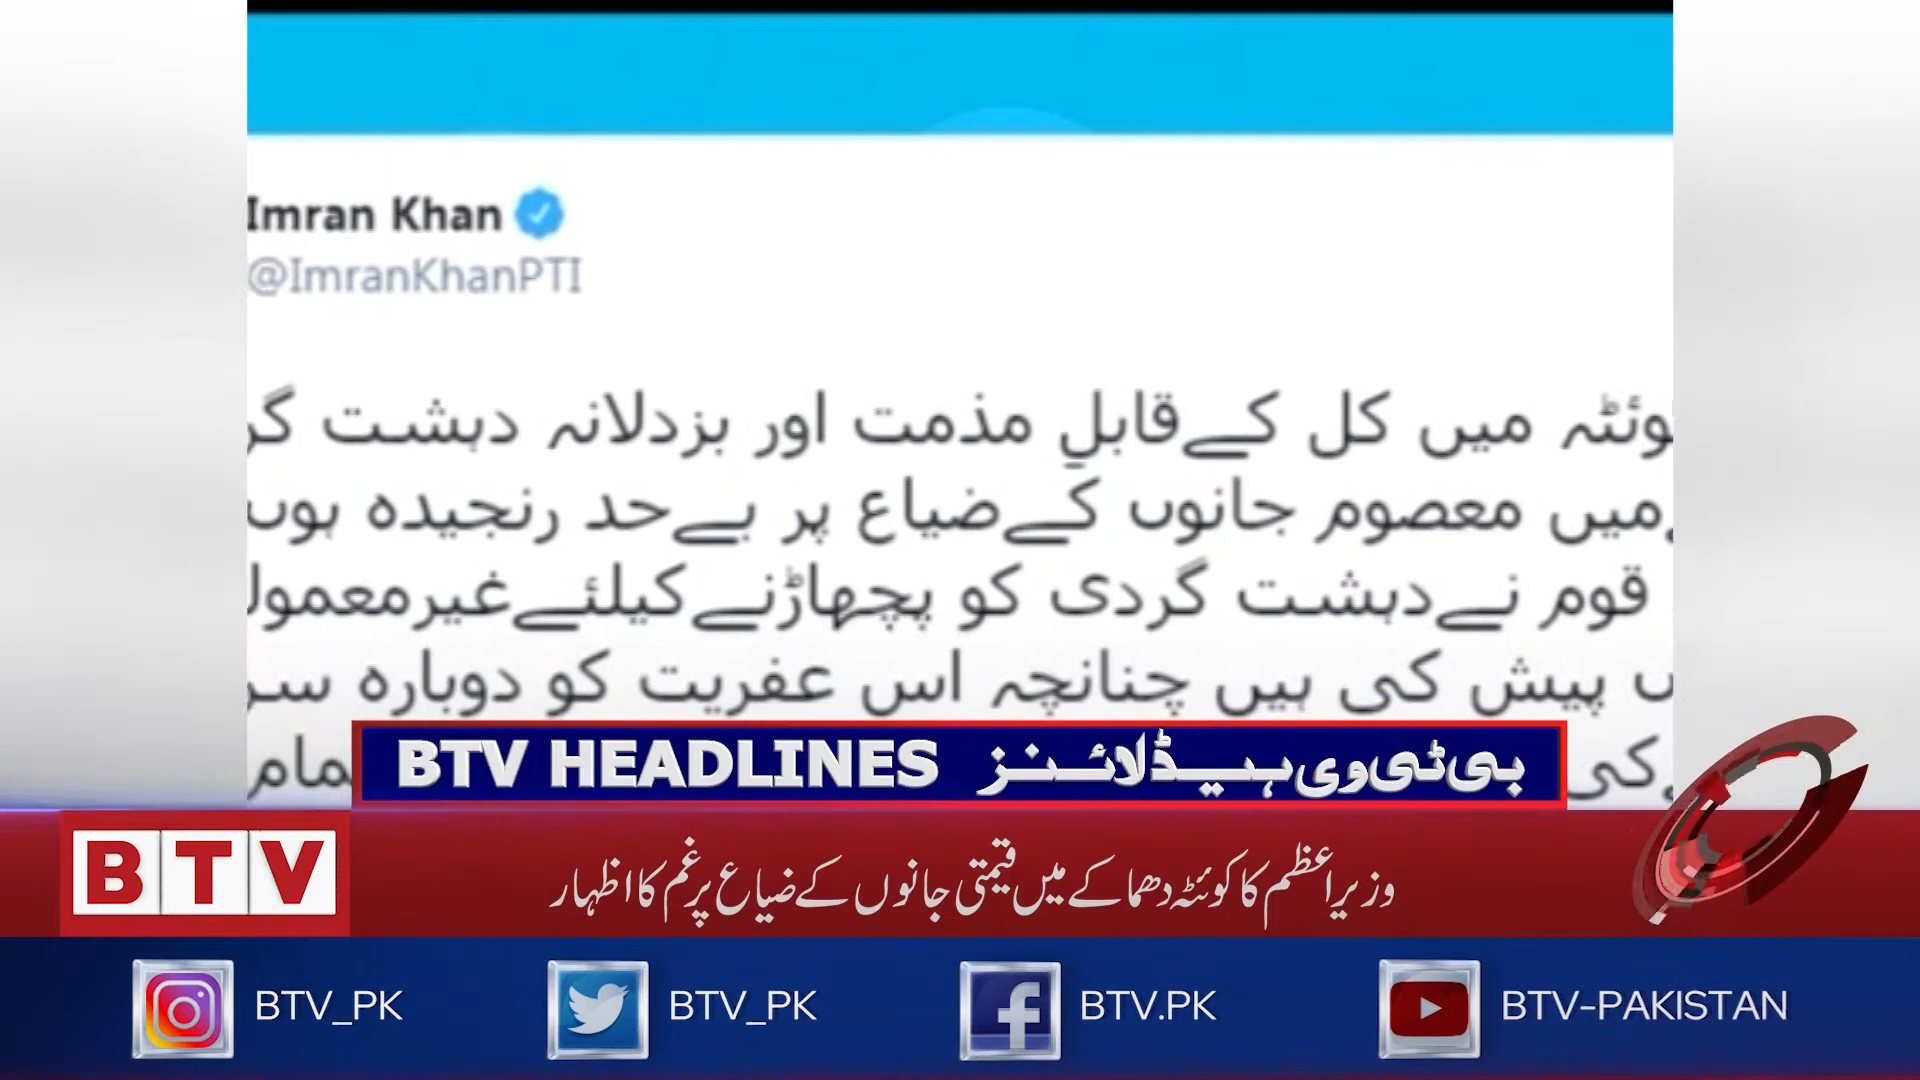 Imran Khan
@ImranKhanPTI
میں کل کے قابلِ مذمت اور بزدلانہ دہشت
میں معصوم جانوں کے ضیاع پر بے حد رنجیدہ ہوں
قوم نے دہشت گردی کو پچھاڑنے کیلئے
پیش کی ہیں چنانچہ اس عفریت کو دوبارہ سر
کی
BTV HEADLINES بی ٹی وی ہیڈلائنز
BTV
وزیراعظم کا کوئٹہ دھماکے میں قیمتی جانوں کے ضیاع پر غم کا اظہار
BTV_PK BTV_PK BTV.PK BTV-PAKISTAN